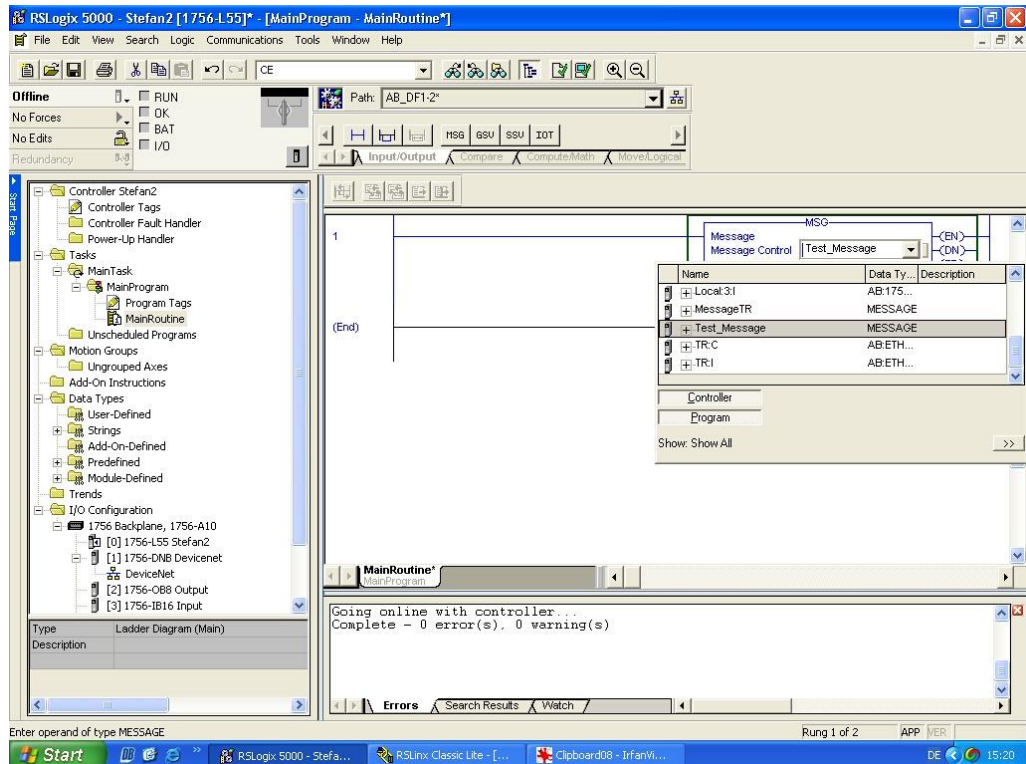 RSLogix 5000 - Stefan2 [1756-L55]* - [MainProgram - MainRoutine*]
File Edit View Search Logic Communications Tools Window Help
CE
Offline
RUN
No Forces
OK
No Edits
BAT
Redundancy
I/O
Path: AB_DF1-2*
MSG GSV SSV IOT
Input/Output Compare Compute/Math Move/Logical
Start Page
Controller Stefan2
Controller Tags
Controller Fault Handler
Power-Up Handler
Tasks
MainTask
MainProgram
Program Tags
MainRoutine
Unscheduled Programs
Motion Groups
Ungrouped Axes
Add-On Instructions
Data Types
User-Defined
Strings
Add-On-Defined
Predefined
Module-Defined
Trends
I/O Configuration
1756 Backplane, 1756-A10
[0] 1756-L55 Stefan2
[1] 1756-DNB Devicenet
DeviceNet
[2] 1756-OB8 Output
[3] 1756-IB16 Input
Type Ladder Diagram (Main)
Description
1
MSG
Message
Message Control Test_Message
EN
DN
(End)
Name Data Ty... Description
Local:3:I AB:175...
MessageTR MESSAGE
Test_Message MESSAGE
TR:C AB:ETH...
TR:I AB:ETH...
Controller
Program
Show: Show All >>
MainRoutine*
MainProgram
Going online with controller...
Complete - 0 error(s), 0 warning(s)
Errors Search Results Watch
Enter operand of type MESSAGE
Rung 1 of 2 APP VER
Start
RSLogix 5000 - Stefa...
RSLinx Classic Lite - [...
Clipboard08 - IrfanVi...
DE 15:20